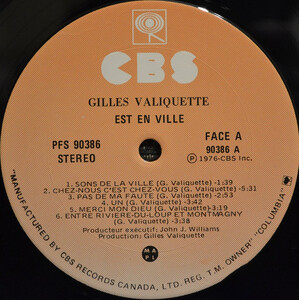 CBS
GILLES VALIQUETTE
EST EN VILLE
PFS 90386
STEREO
FACE A
90386 A
Ⓟ 1976-CBS Inc.
1. SONS DE LA VILLE (G. Valiquette) -1:39
2. CHEZ-NOUS C'EST CHEZ-VOUS (G. Valiquette) -2:53
3. PAS DE MA FAUTE (G. Valiquette) -5:31
4. UN (G. Valiquette) -3:42
5. MERCI MON DIEU (G. Valiquette) -2:19
6. ENTRE RIVIERE-DU-LOUP ET MONTMAGNY
(G. Valiquette) -3:38
Producteur executif: John J. Williams
Production: Gilles Valiquette
MAPL
"MANUFACTURED BY CBS RECORDS CANADA, LTD. REG. T.M. OWNER" "COLUMBIA"